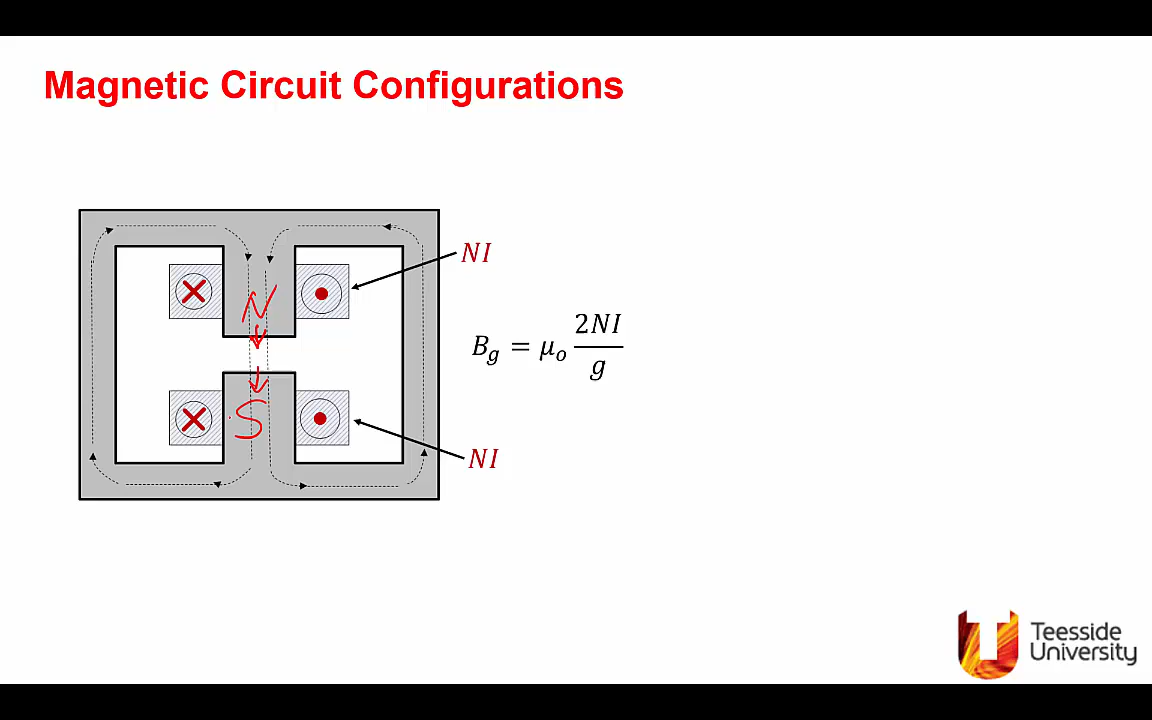 Magnetic Circuit Configurations
NI
N
B_g = μ_o 2NI/g
S
NI
Teesside
University